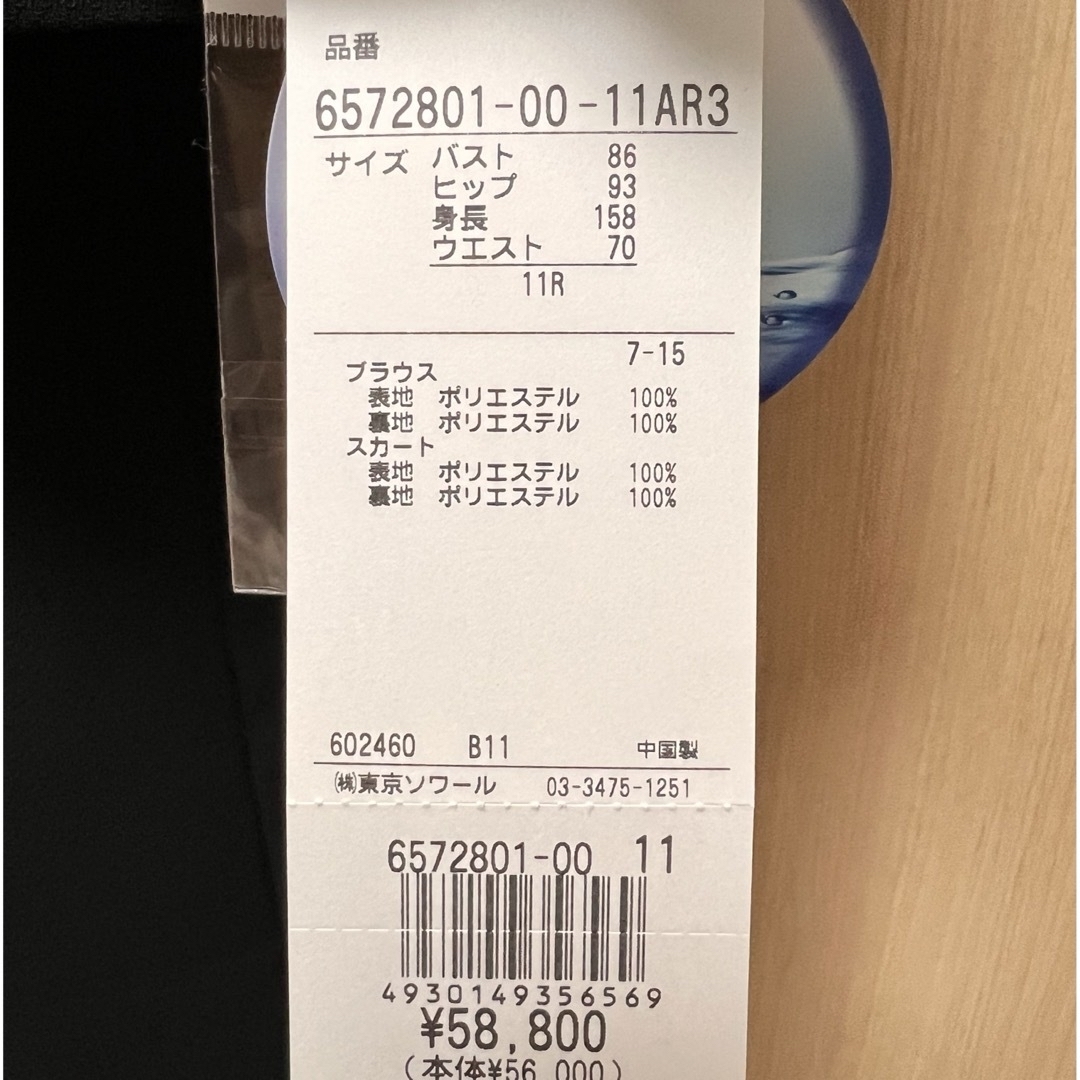 品番
6572801-00-11AR3
サイズ バスト 86
ヒップ 93
身長 158
ウエスト 70
11R
7-15
ブラウス
表地 ポリエステル 100%
裏地 ポリエステル 100%
スカート
表地 ポリエステル 100%
裏地 ポリエステル 100%
602460 B11 中国製
㈱東京ソワール 03-3475-1251
6572801-00 11
4930149356569
¥58,800
(本体¥56,000)